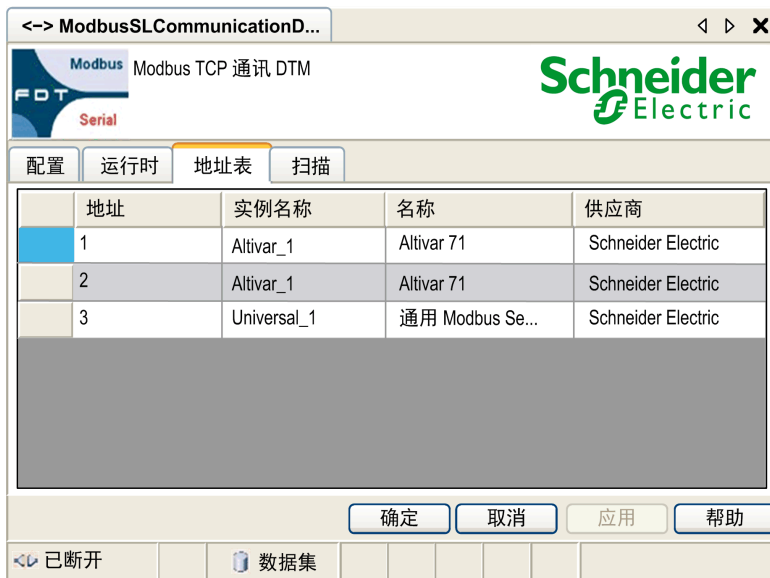 <-> ModbusSLCommunicationD...
Modbus
FDT
Serial
Modbus TCP 通讯 DTM
Schneider
Electric
配置 运行时 地址表 扫描
地址 实例名称 名称 供应商
1 Altivar_1 Altivar 71 Schneider Electric
2 Altivar_1 Altivar 71 Schneider Electric
3 Universal_1 通用 Modbus Se... Schneider Electric
确定 取消 应用 帮助
已断开 数据集